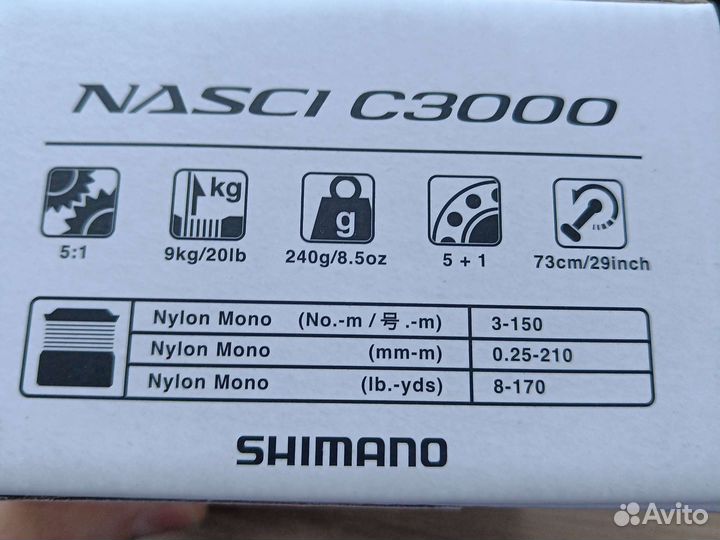 NASCI C3000
kg
g
5:1 9kg/20lb 240g/8.5oz 5 + 1 73cm/29inch
Nylon Mono (No.-m / 号.-m) 3-150
Nylon Mono (mm-m) 0.25-210
Nylon Mono (lb.-yds) 8-170
SHIMANO
Avito